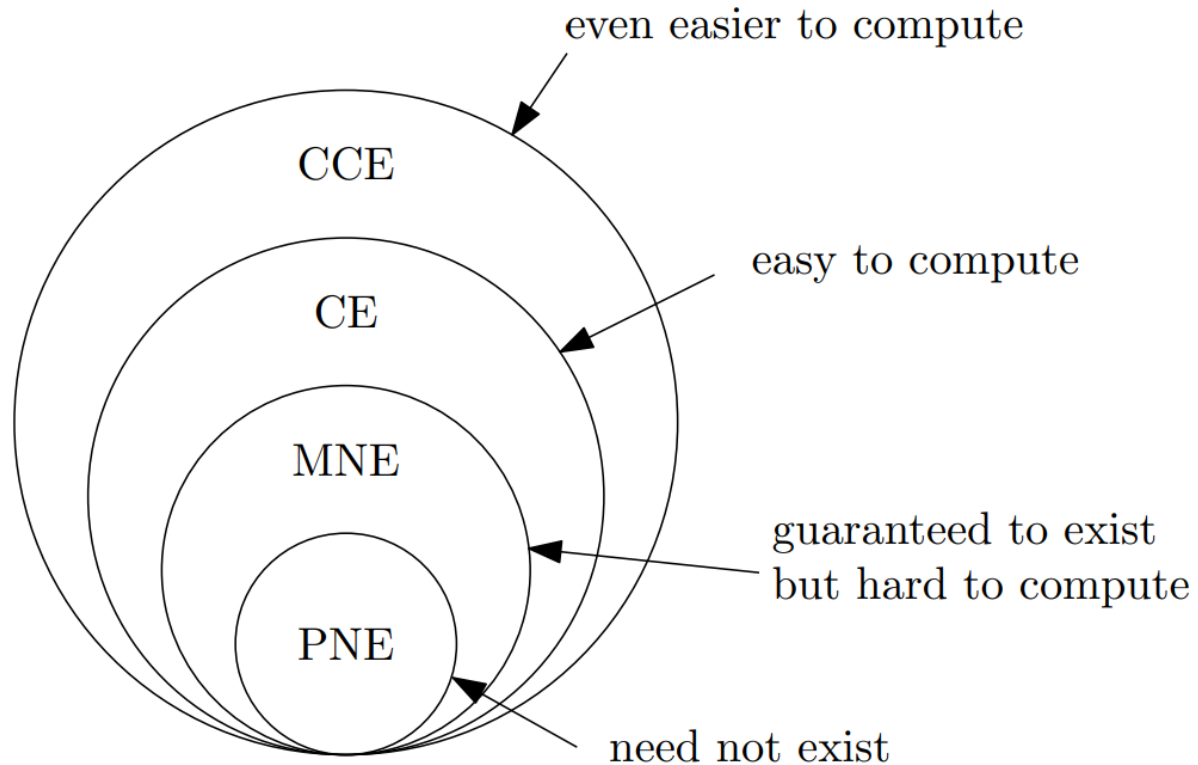 even easier to compute
CCE
easy to compute
CE
MNE
guaranteed to exist
but hard to compute
PNE
need not exist